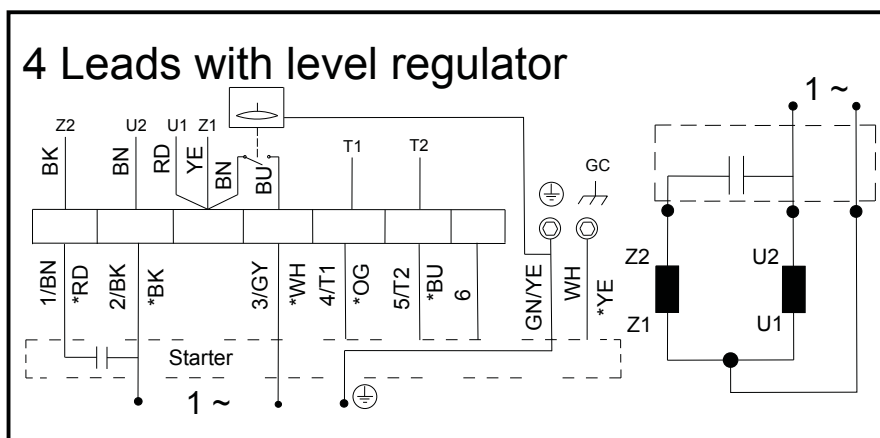 4 Leads with level regulator
1 ~
Z2 U2 U1 Z1 T1 T2
BK BN RD YE BN BU GC
1/BN *RD 2/BK *BK 3/GY *WH 4/T1 *OG 5/T2 *BU 6 GN/YE WH *YE
Starter
1 ~
Z2 U2
Z1 U1